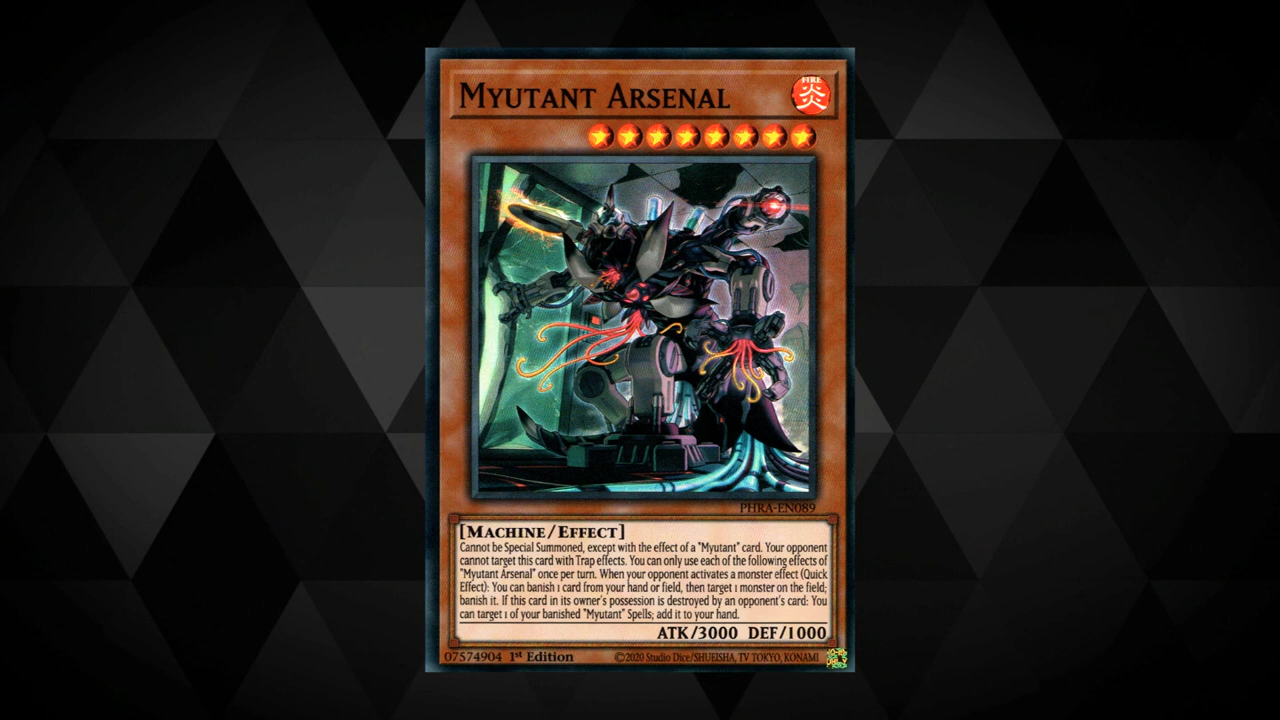 MYUTANT ARSENAL
FIRE
炎
PHRA-EN089
[MACHINE/EFFECT]
Cannot be Special Summoned, except with the effect of a "Myutant" card. Your opponent
cannot target this card with Trap effects. You can only use each of the following effects of
"Myutant Arsenal" once per turn. When your opponent activates a monster effect (Quick
Effect): You can banish 1 card from your hand or field, then target 1 monster on the field;
banish it. If this card in its owner's possession is destroyed by an opponent's card: You
can target 1 of your banished "Myutant" Spells; add it to your hand.
ATK/3000 DEF/1000
07574904 1st Edition ©2020 Studio Dice/SHUEISHA, TV TOKYO, KONAMI